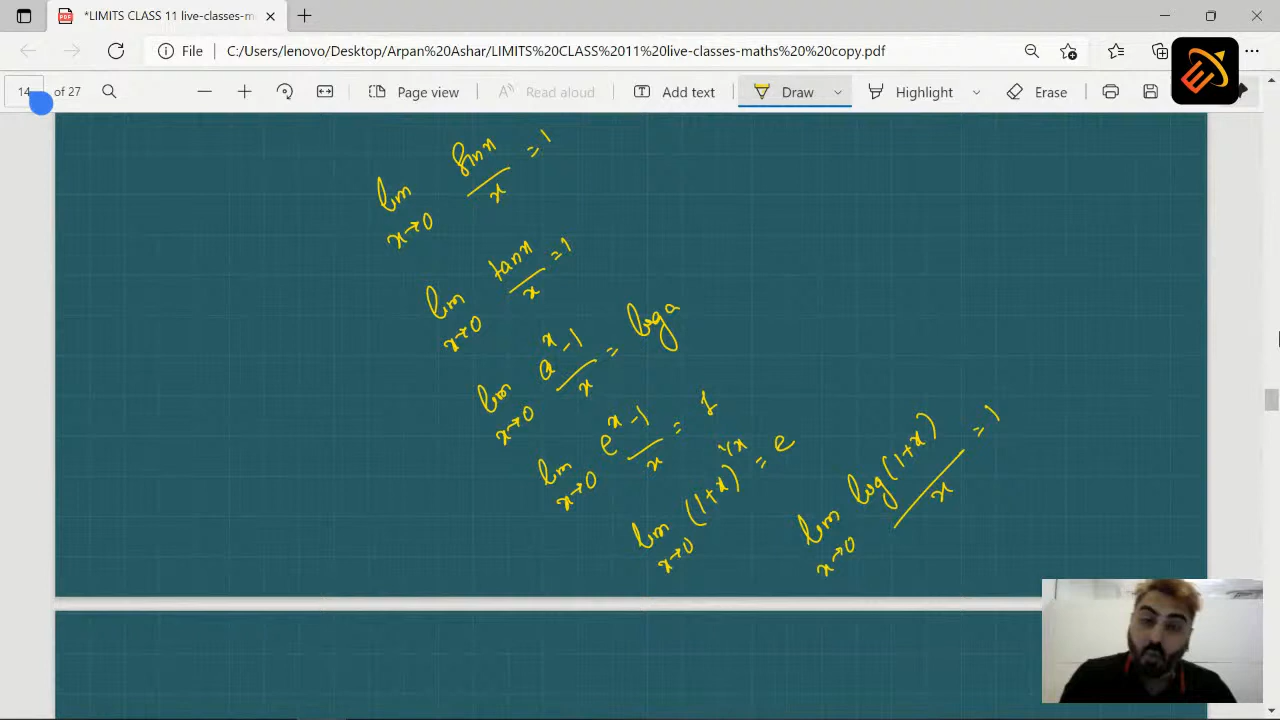 *LIMITS CLASS 11 live-classes-m
File C:/Users/lenovo/Desktop/Arpan%20Ashar/LIMITS%20CLASS%2011%20live-classes-maths%20%20copy.pdf
14 of 27 Page view Read aloud Add text Draw Highlight Erase
lim x→0 sin x / x = 1
lim x→0 tan x / x = 1
lim x→0 a^x - 1 / x = log a
lim x→0 e^x - 1 / x = 1
lim x→0 (1+x)^1/x = e
lim x→0 log(1+x) / x = 1